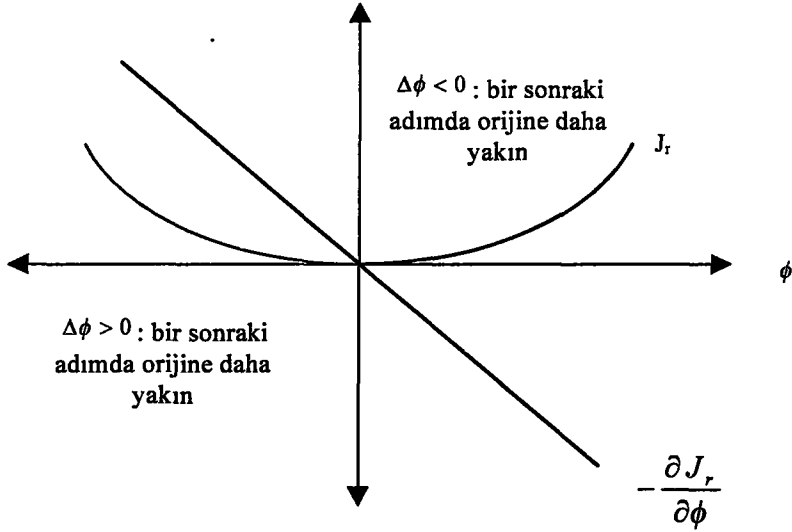 Δϕ < 0 : bir sonraki
adımda orijine daha
yakın
J_r
ϕ
Δϕ > 0 : bir sonraki
adımda orijine daha
yakın
-∂J_r/∂ϕ